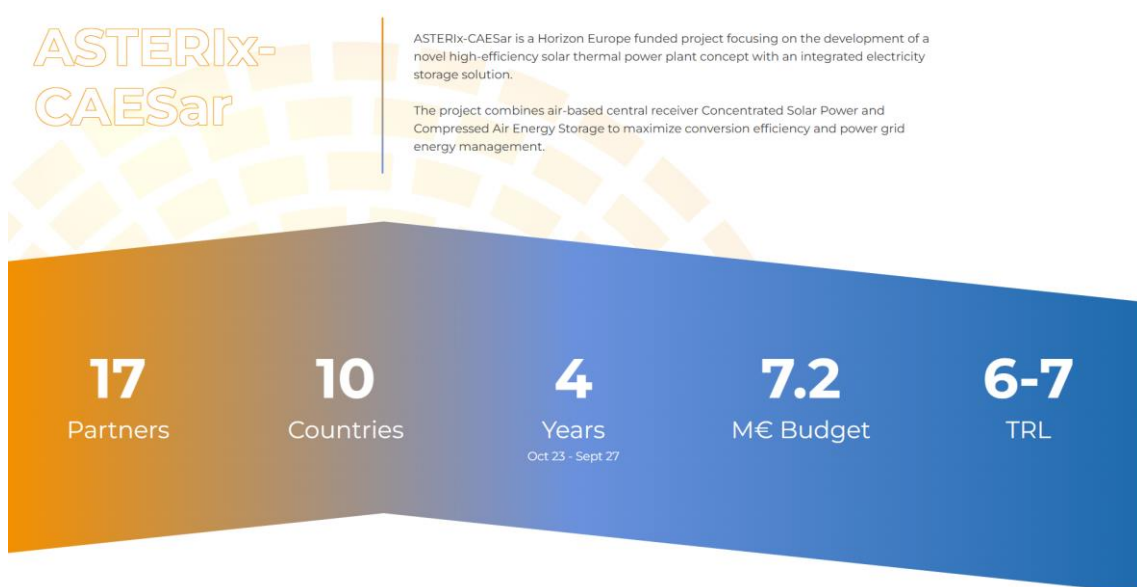 ASTERIx-
CAESar
ASTERIx-CAESar is a Horizon Europe funded project focusing on the development of a
novel high-efficiency solar thermal power plant concept with an integrated electricity
storage solution.
The project combines air-based central receiver Concentrated Solar Power and
Compressed Air Energy Storage to maximize conversion efficiency and power grid
energy management.
17
Partners
10
Countries
4
Years
Oct 23 - Sept 27
7.2
M€ Budget
6-7
TRL